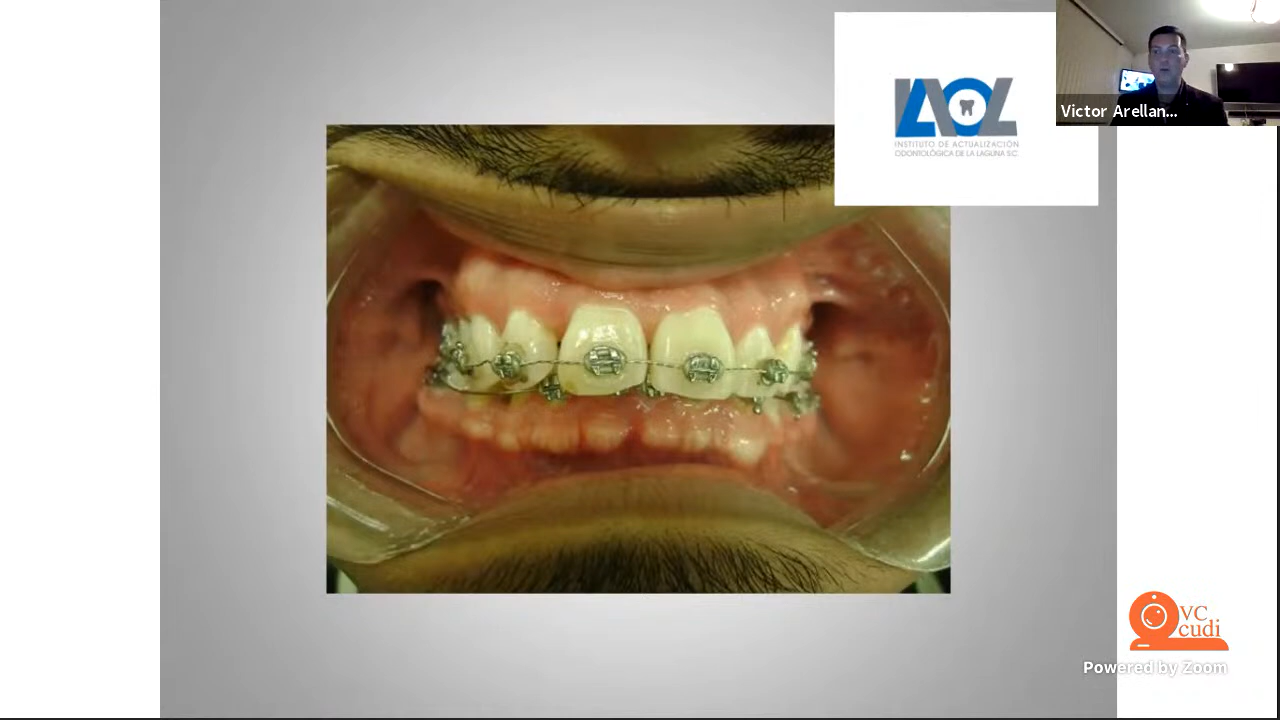 IAOL
INSTITUTO DE ACTUALIZACIÓN
ODONTOLÓGICA DE LA LAGUNA S.C.
Victor Arellan...
VC
cudi
Powered by Zoom